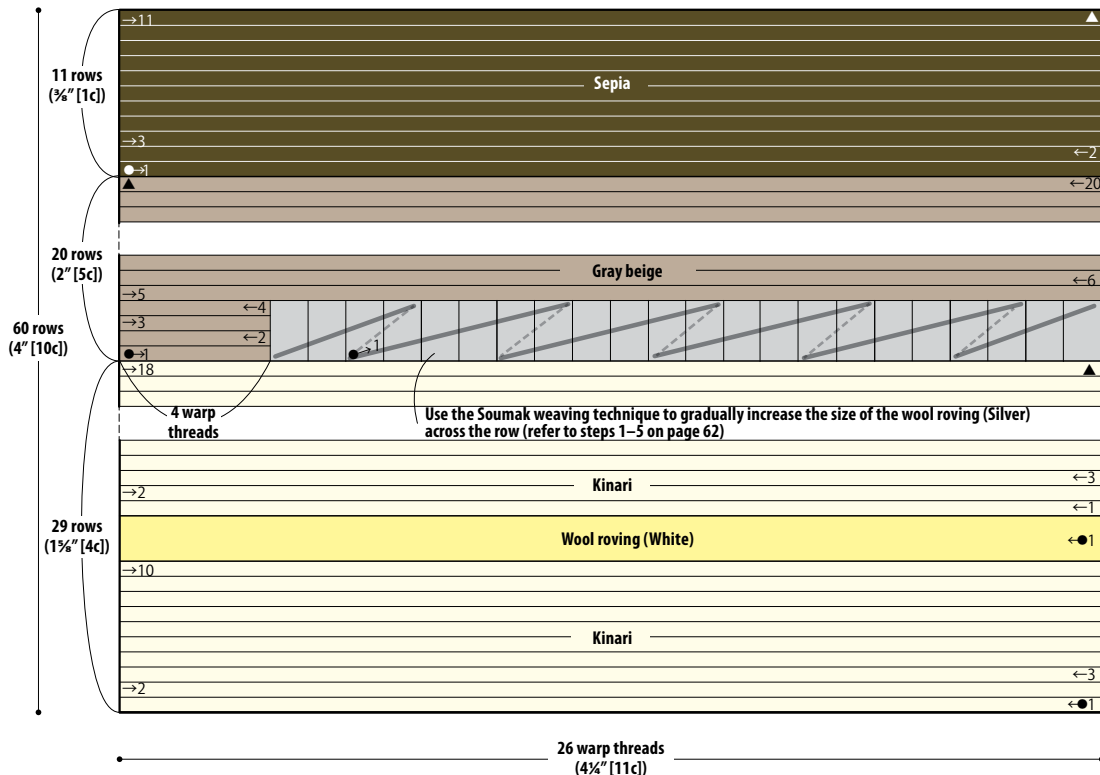 →11
11 rows
(⅜″ [1c])
Sepia
→3
←2
→1
←20
20 rows
(2″ [5c])
Gray beige
←6
→5
←4
→3
←2
→1
1
60 rows
(4″ [10c])
→18
4 warp
threads
Use the Soumak weaving technique to gradually increase the size of the wool roving (Silver)
across the row (refer to steps 1–5 on page 62)
Kinari
←3
→2
←1
29 rows
(1⅝″ [4c])
Wool roving (White)
←1
→10
Kinari
←3
→2
←1
26 warp threads
(4¼″ [11c])